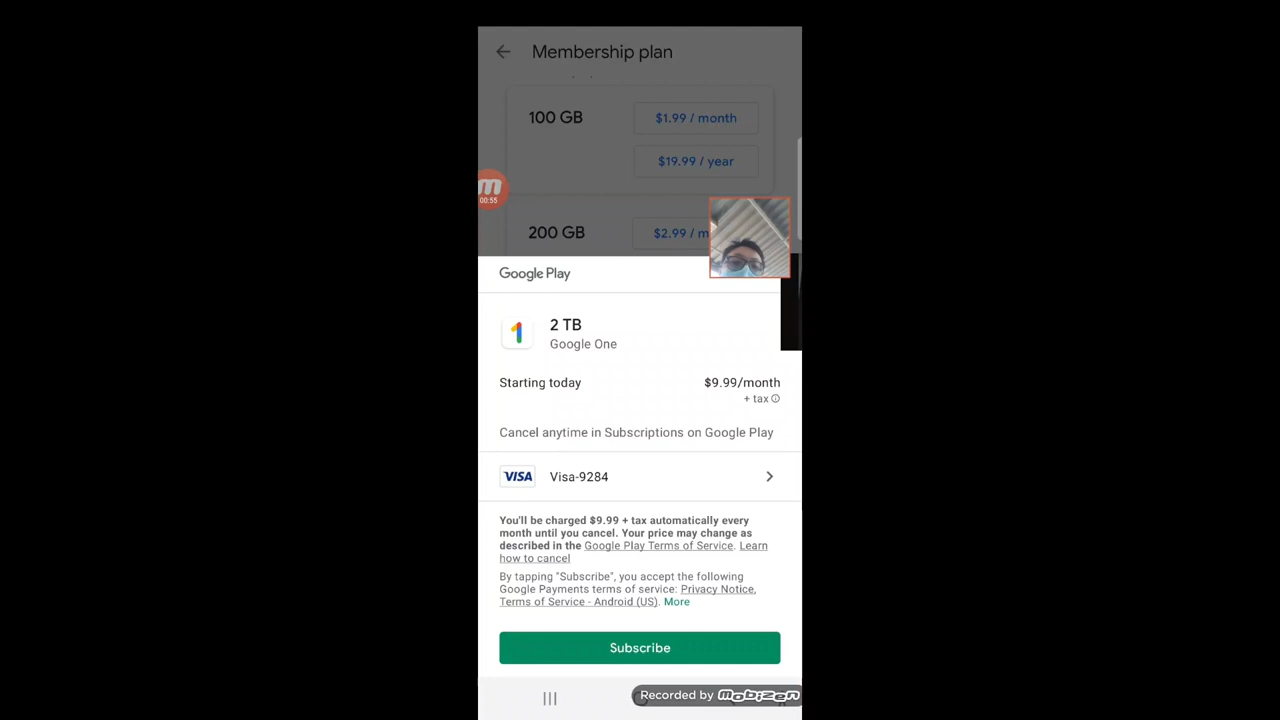 Membership plan
100 GB
$1.99 / month
$19.99 / year
00:55
200 GB
$2.99 / m
Google Play
2 TB
Google One
Starting today
$9.99/month
+ tax
Cancel anytime in Subscriptions on Google Play
VISA
Visa-9284
You'll be charged $9.99 + tax automatically every
month until you cancel. Your price may change as
described in the Google Play Terms of Service. Learn
how to cancel
By tapping "Subscribe", you accept the following
Google Payments terms of service: Privacy Notice,
Terms of Service - Android (US). More
Subscribe
Recorded by mobizen